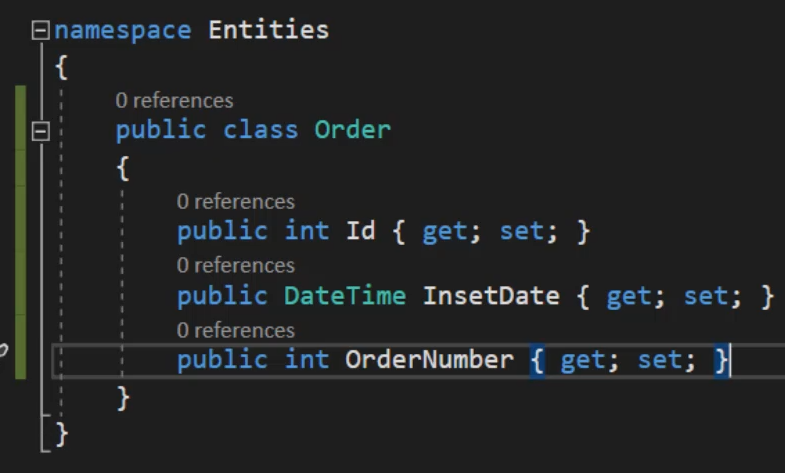 namespace Entities
{
0 references
public class Order
{
0 references
public int Id { get; set; }
0 references
public DateTime InsetDate { get; set; }
0 references
public int OrderNumber { get; set; }
}
}